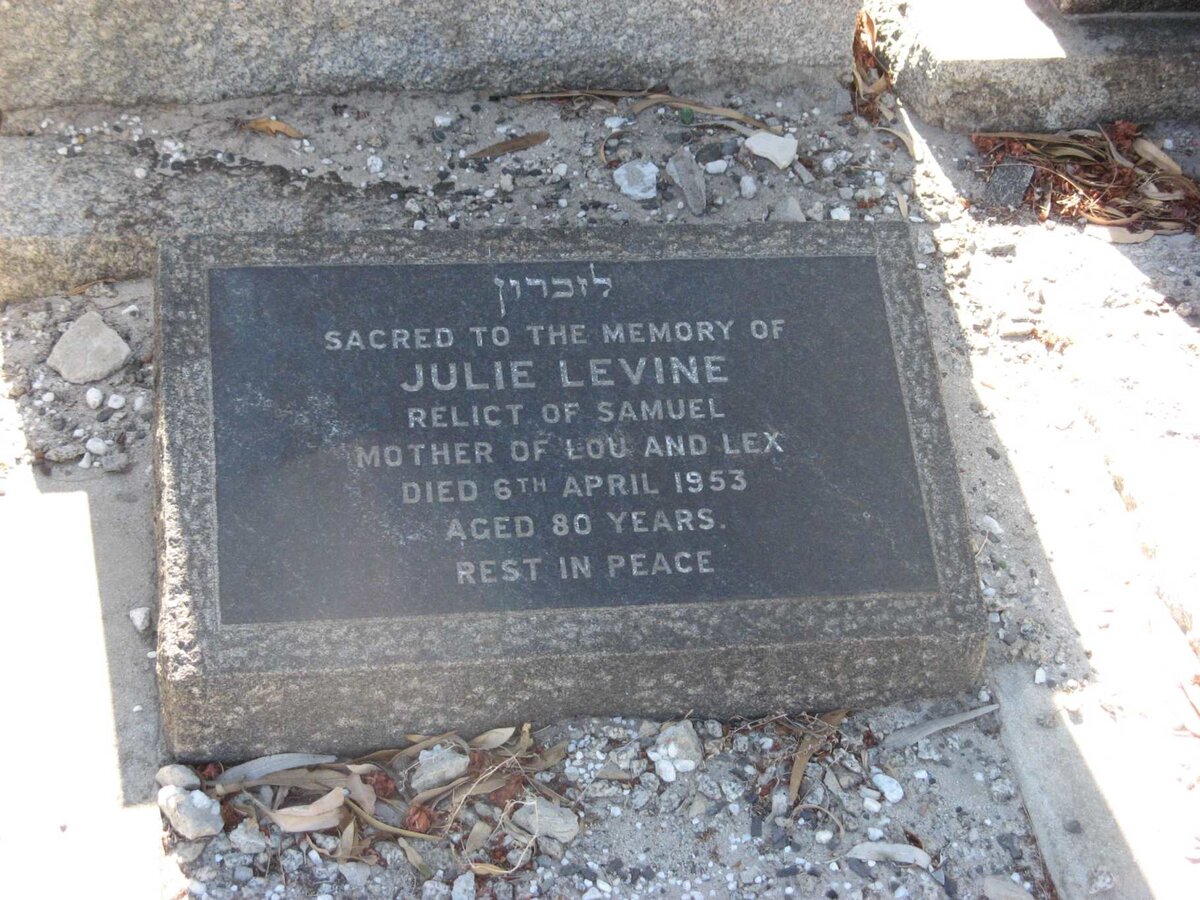 לזכרון
SACRED TO THE MEMORY OF
JULIE LEVINE
RELICT OF SAMUEL
MOTHER OF LOU AND LEX
DIED 6TH APRIL 1953
AGED 80 YEARS.
REST IN PEACE